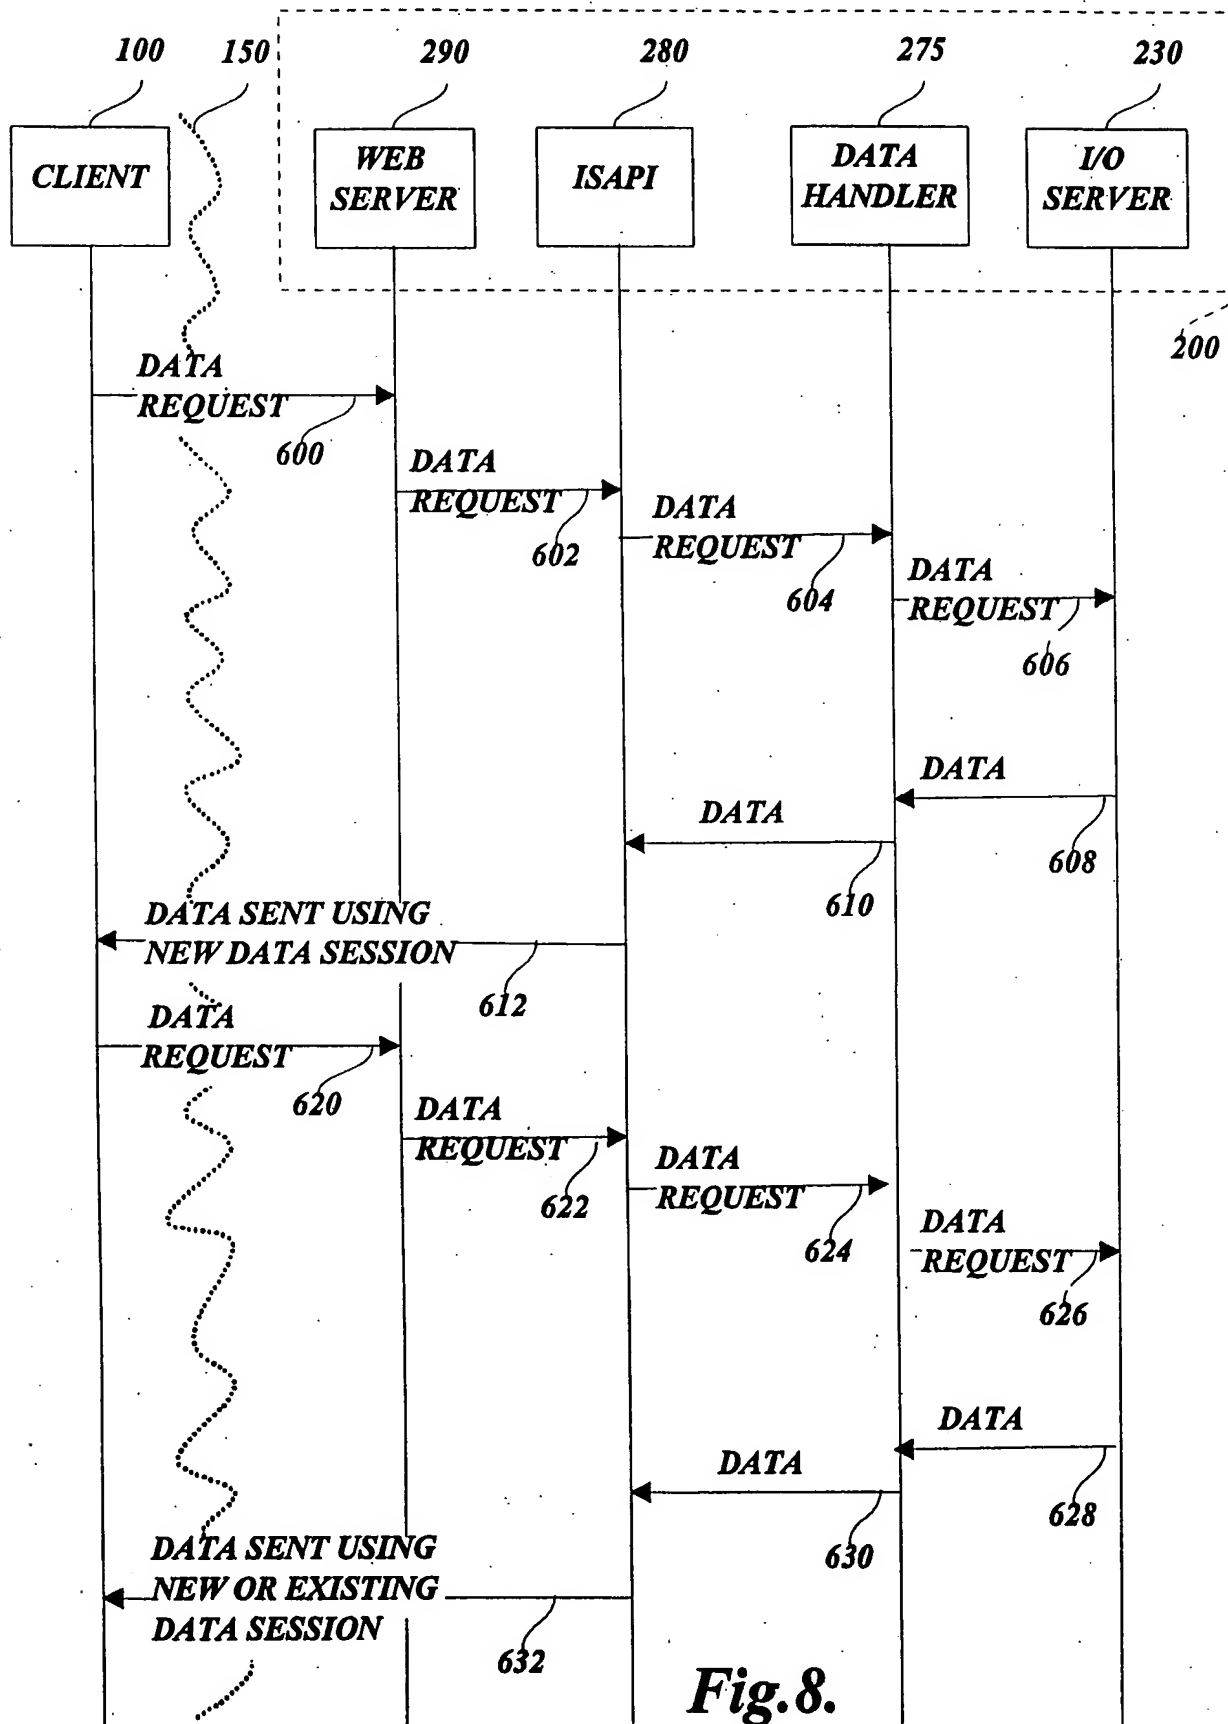 100 150 290 280 275 230
CLIENT
WEB
SERVER
ISAPI
DATA
HANDLER
I/O
SERVER
200
DATA
REQUEST
600
DATA
REQUEST
602
DATA
REQUEST
604
DATA
REQUEST
606
DATA
608
DATA
610
DATA SENT USING
NEW DATA SESSION
612
DATA
REQUEST
620
DATA
REQUEST
622
DATA
REQUEST
624
DATA
REQUEST
626
DATA
628
DATA
630
DATA SENT USING
NEW OR EXISTING
DATA SESSION
632
Fig.8.